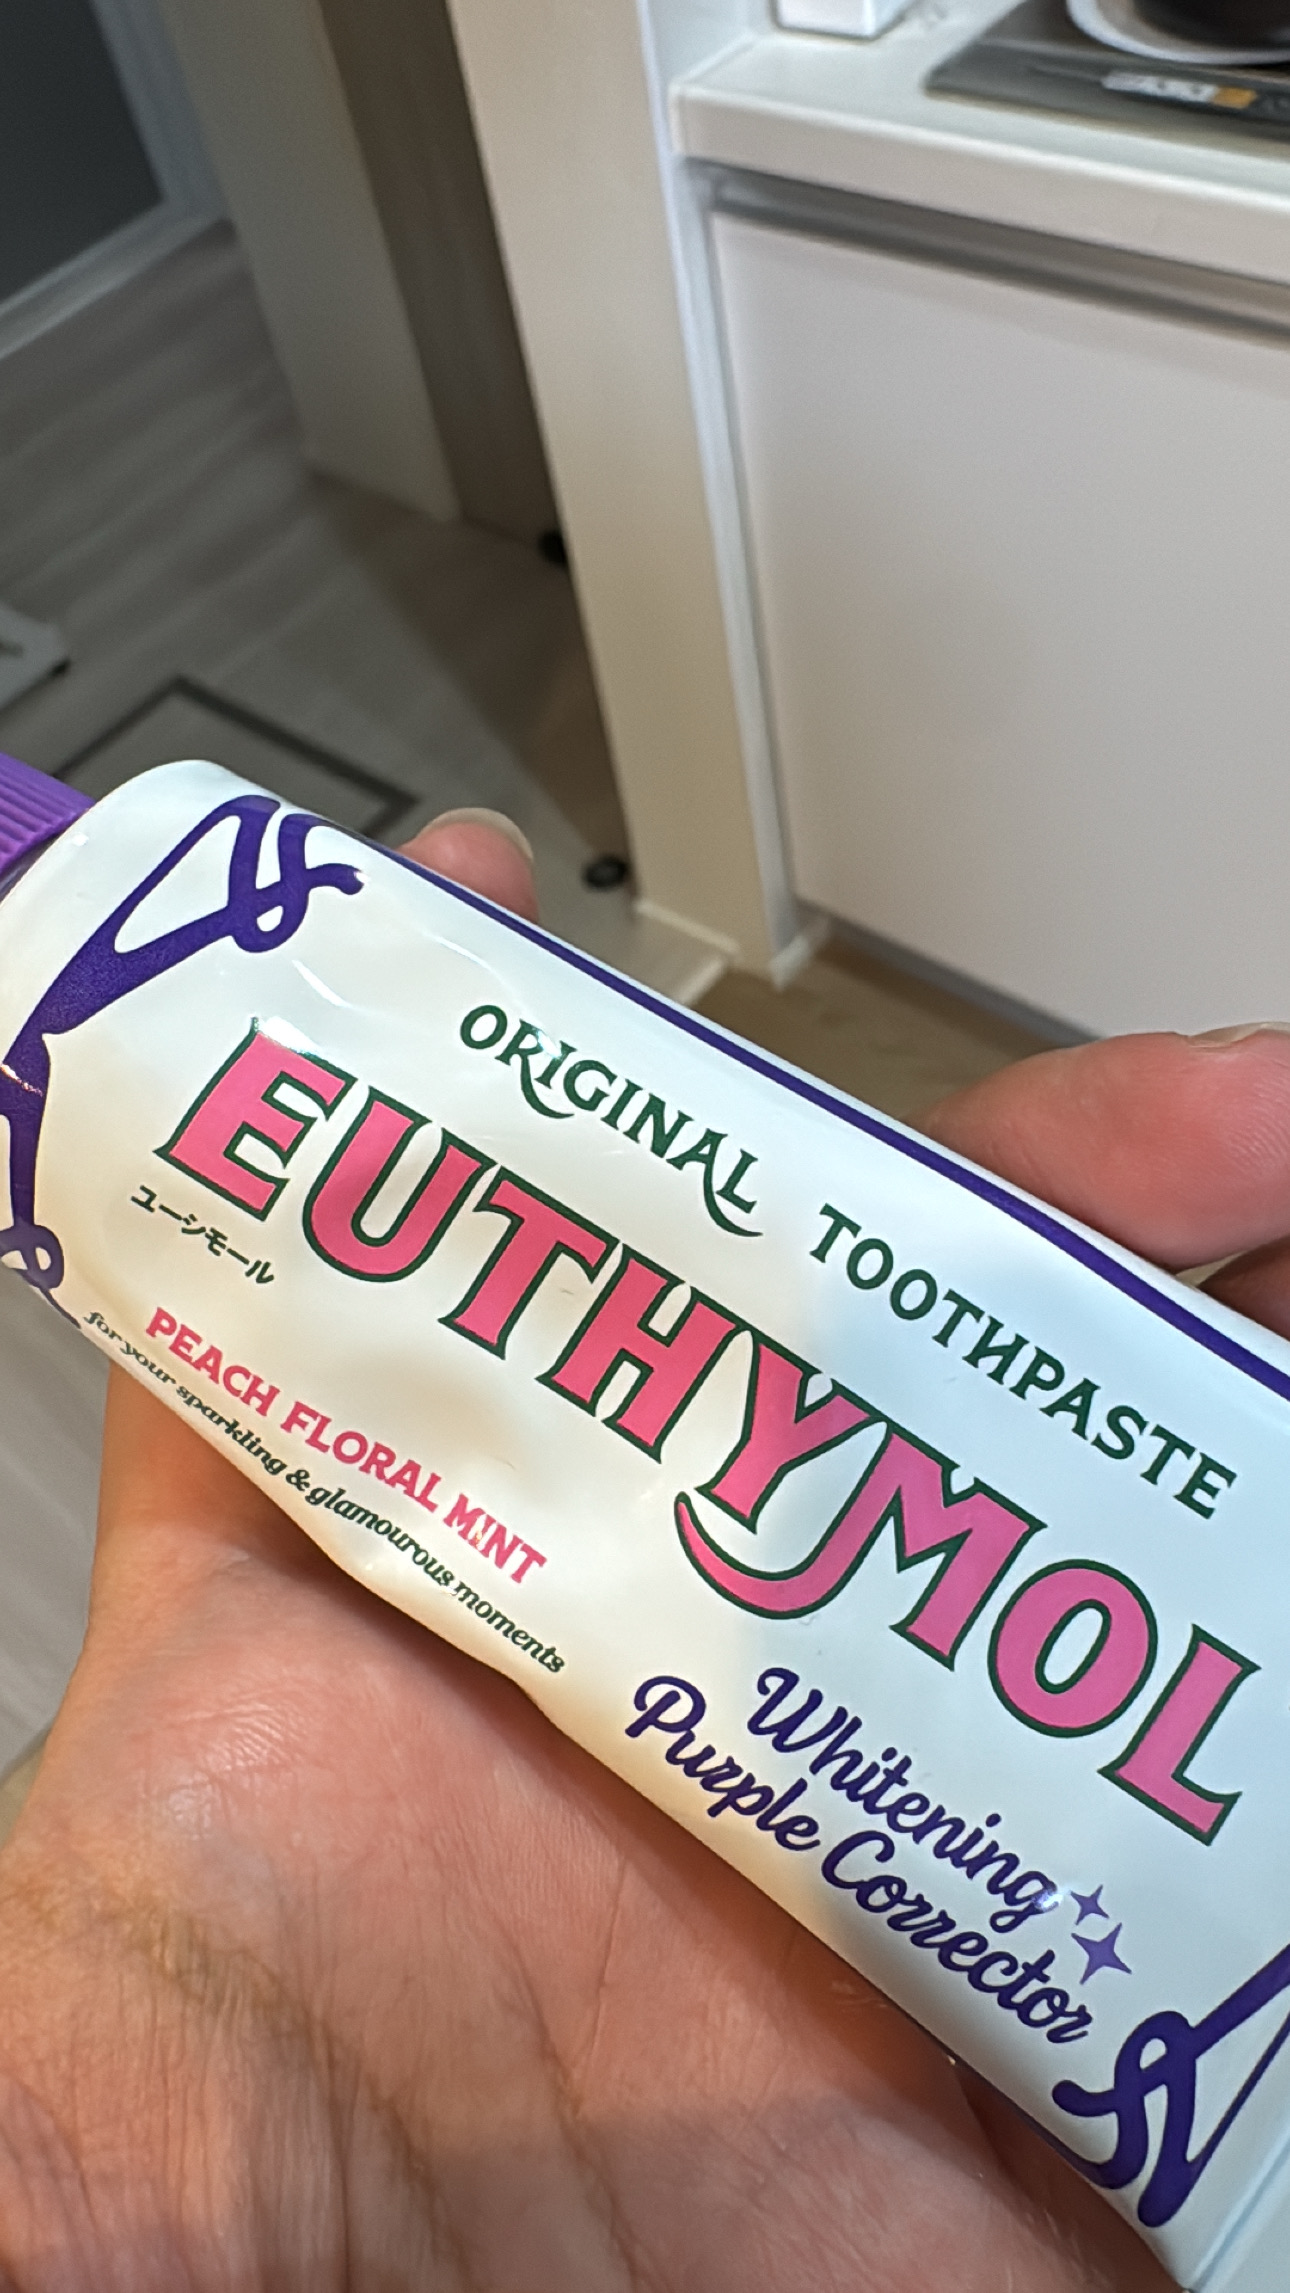 ORIGINAL TOOTHPASTE
EUTHYMOL
ユーシモール
PEACH FLORAL MINT
for your sparkling & glamourous moments
Whitening
Purple Corrector